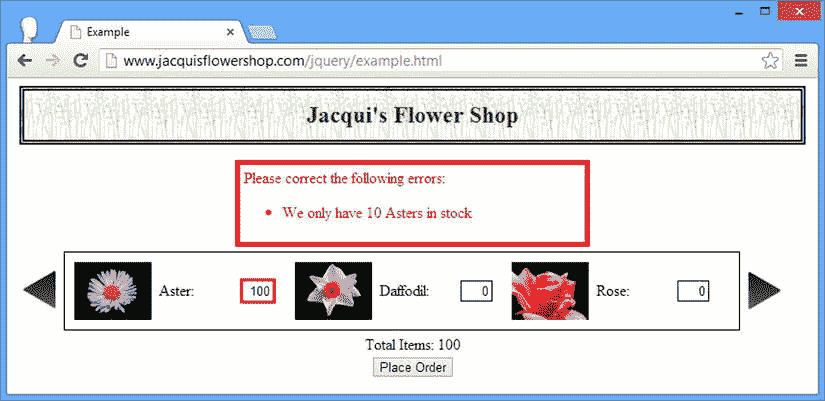 Example
www.jacquisflowershop.com/jquery/example.html
Jacqui's Flower Shop
Please correct the following errors:
• We only have 10 Asters in stock
Aster: 100 Daffodil: 0 Rose: 0
Total Items: 100
Place Order